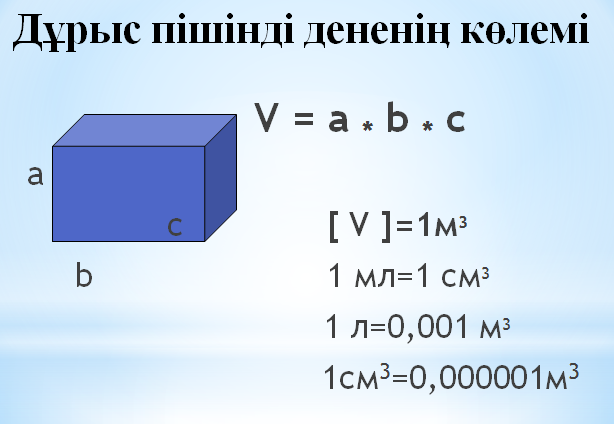 Дұрыс пішінді дененің көлемі
V = a * b * c
a
c
b
[ V ]=1м³
1 мл=1 см³
1 л=0,001 м³
1см³=0,000001м³